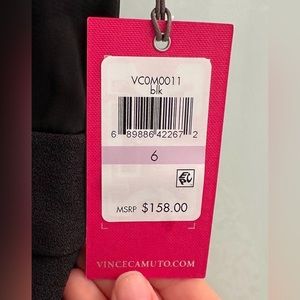 VC0M0011
blk
6 89886 42267 2
6
MSRP $158.00
VINCECAMUTO.COM